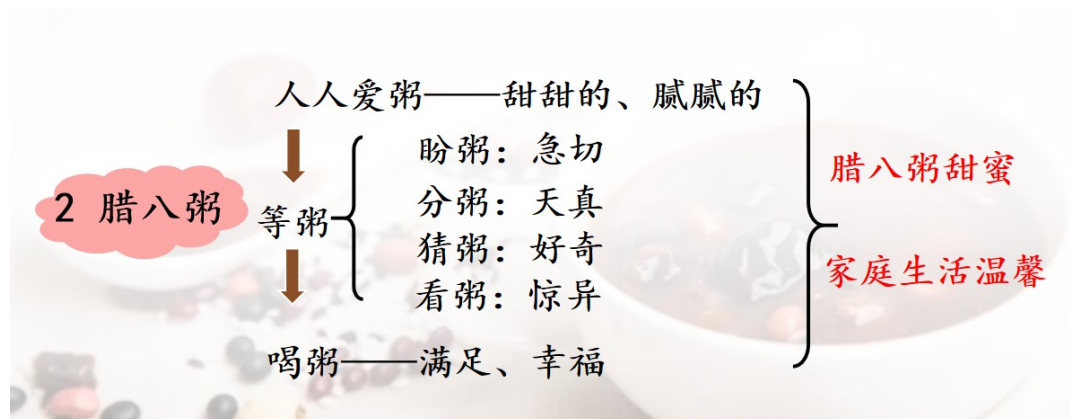 人人爱粥——甜甜的、腻腻的
盼粥：急切
分粥：天真
猜粥：好奇
看粥：惊异
2 腊八粥
等粥
喝粥——满足、幸福
腊八粥甜蜜
家庭生活温馨